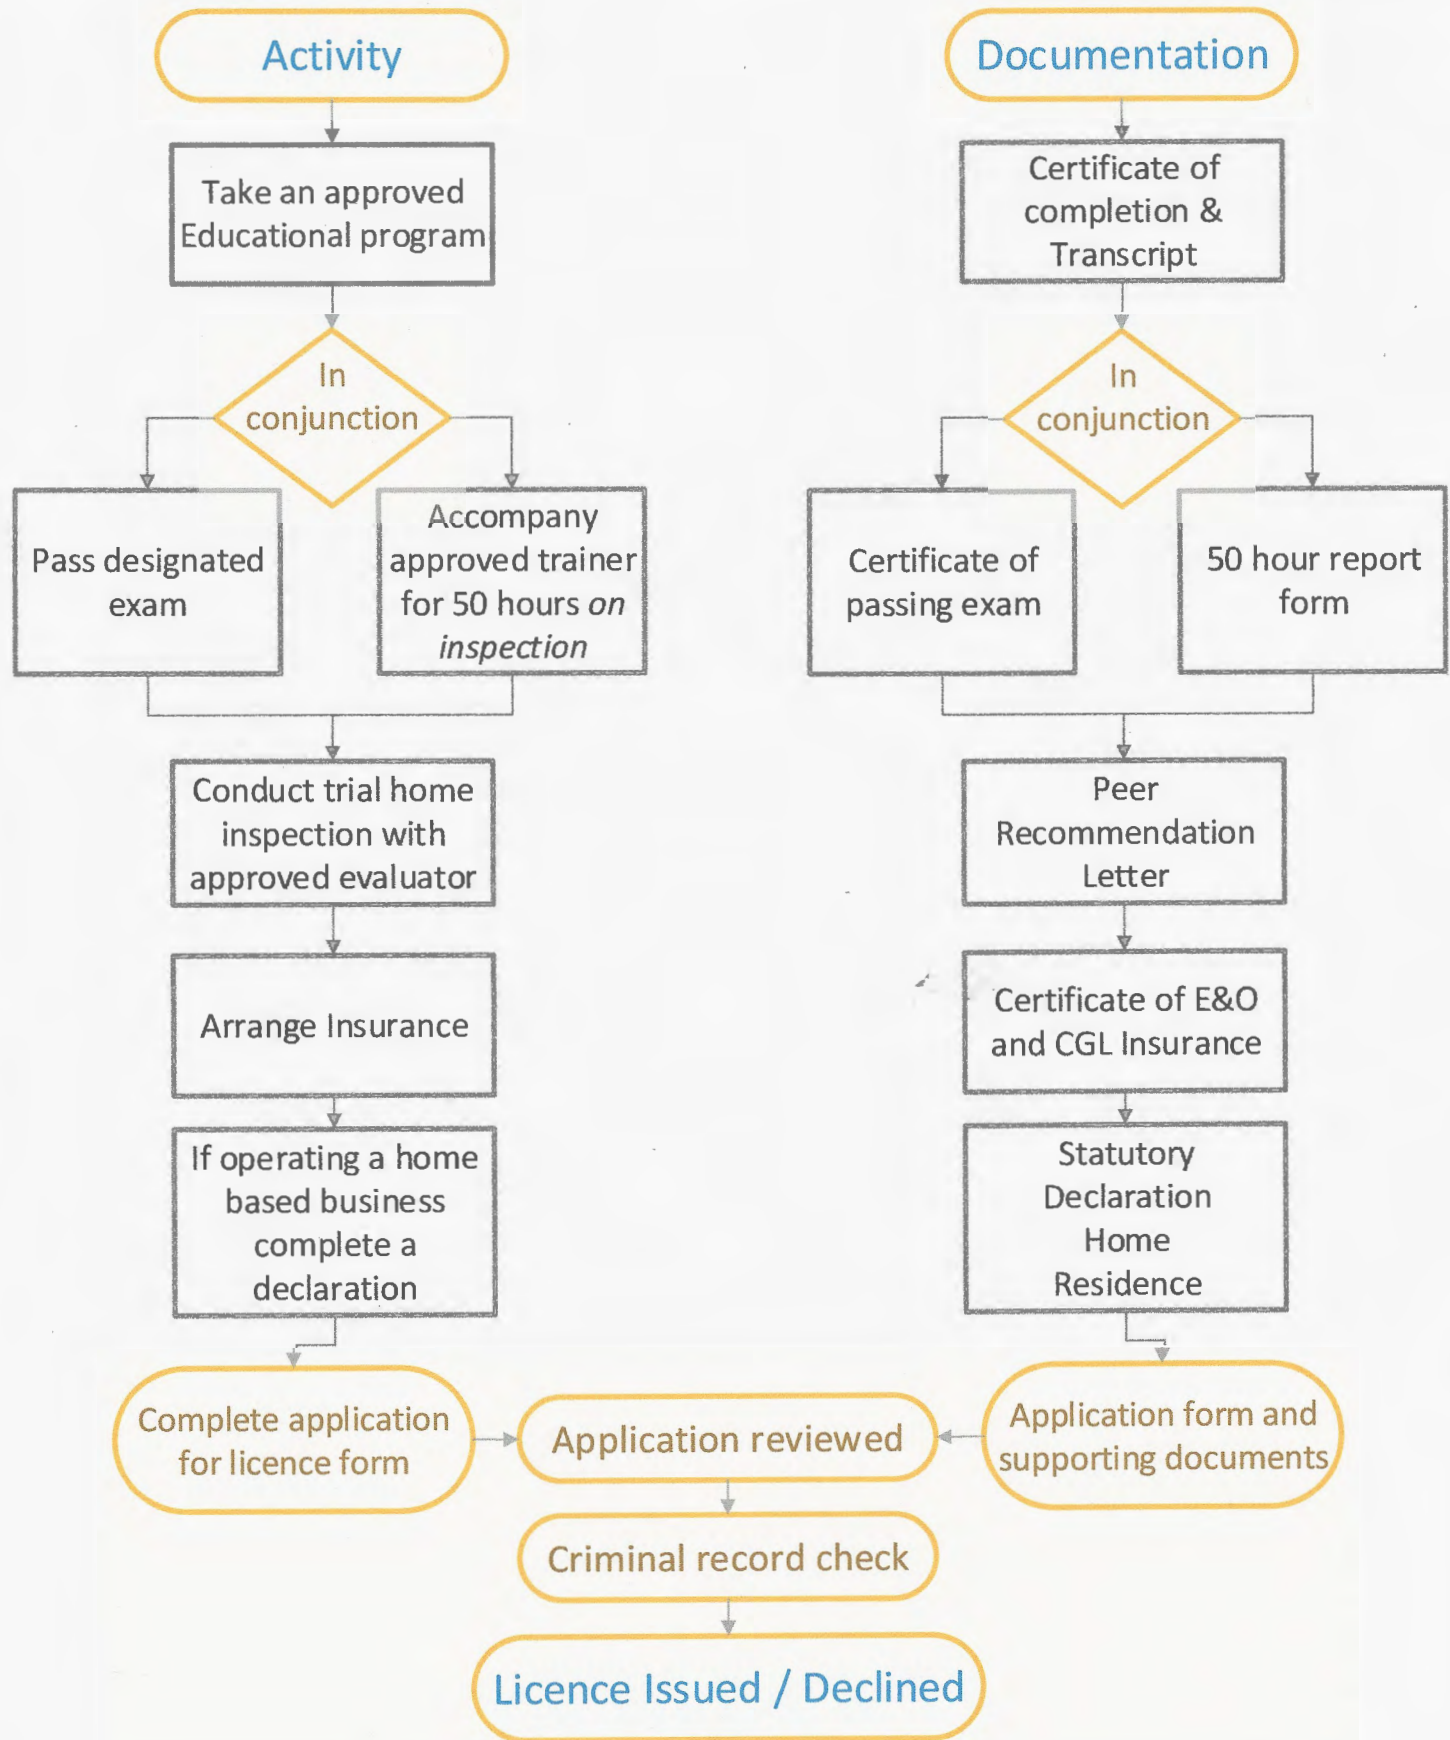 Activity
Take an approved
Educational program
In
conjunction
Pass designated
exam
Accompany
approved trainer
for 50 hours on
inspection
Conduct trial home
inspection with
approved evaluator
Arrange Insurance
If operating a home
based business
complete a
declaration
Complete application
for licence form
Documentation
Certificate of
completion &
Transcript
In
conjunction
Certificate of
passing exam
50 hour report
form
Peer
Recommendation
Letter
Certificate of E&O
and CGL Insurance
Statutory
Declaration
Home
Residence
Application form and
supporting documents
Application reviewed
Criminal record check
Licence Issued / Declined